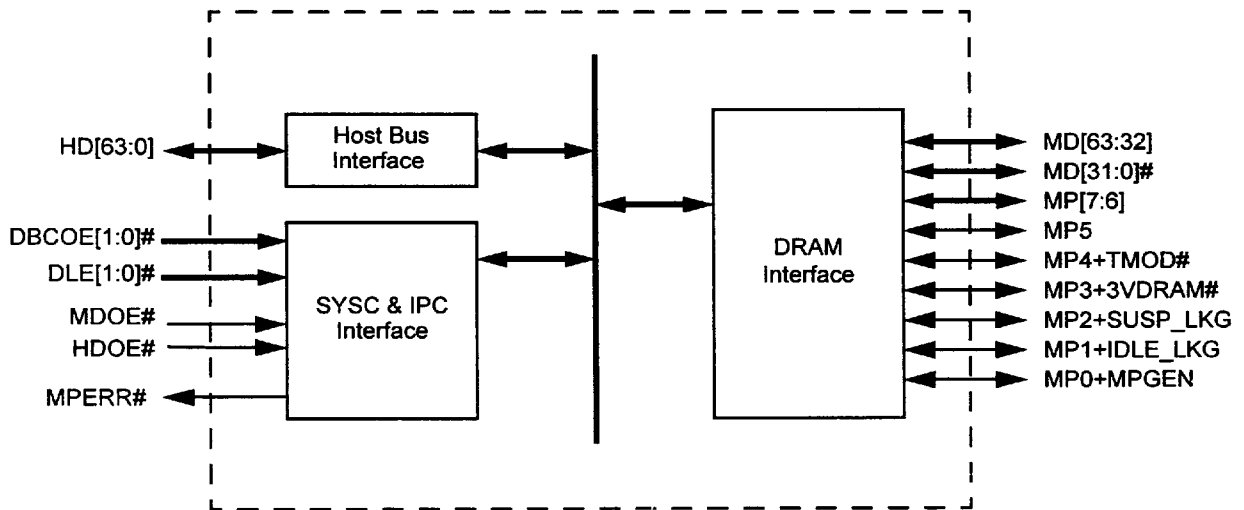 HD[63:0]
Host Bus
Interface
DBCOE[1:0]#
DLE[1:0]#
MDOE#
HDOE#
MPERR#
SYSC & IPC
Interface
DRAM
Interface
MD[63:32]
MD[31:0]#
MP[7:6]
MP5
MP4+TMOD#
MP3+3VDRAM#
MP2+SUSP_LKG
MP1+IDLE_LKG
MP0+MPGEN